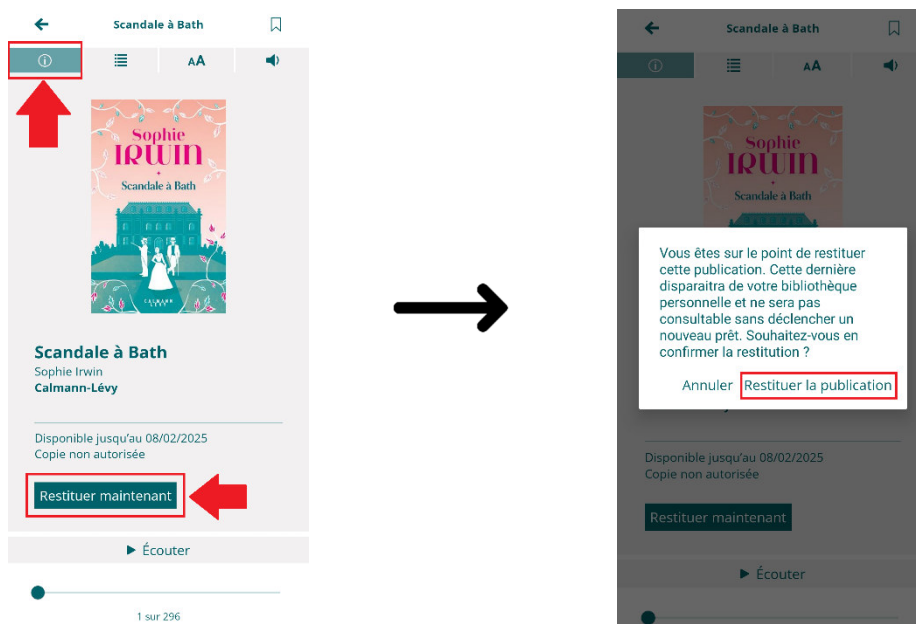 Scandale à Bath
AA
Sophie
IRWIN
Scandale à Bath
CALMANN
LÉVY
Scandale à Bath
Sophie Irwin
Calmann-Lévy
Disponible jusqu'au 08/02/2025
Copie non autorisée
Restituer maintenant
Écouter
1 sur 296
Scandale à Bath
AA
Sophie
IRWIN
Scandale à Bath
Vous êtes sur le point de restituer
cette publication. Cette dernière
disparaitra de votre bibliothèque
personnelle et ne sera pas
consultable sans déclencher un
nouveau prêt. Souhaitez-vous en
confirmer la restitution ?
Annuler Restituer la publication
Disponible jusqu'au 08/02/2025
Copie non autorisée
Restituer maintenant
Écouter